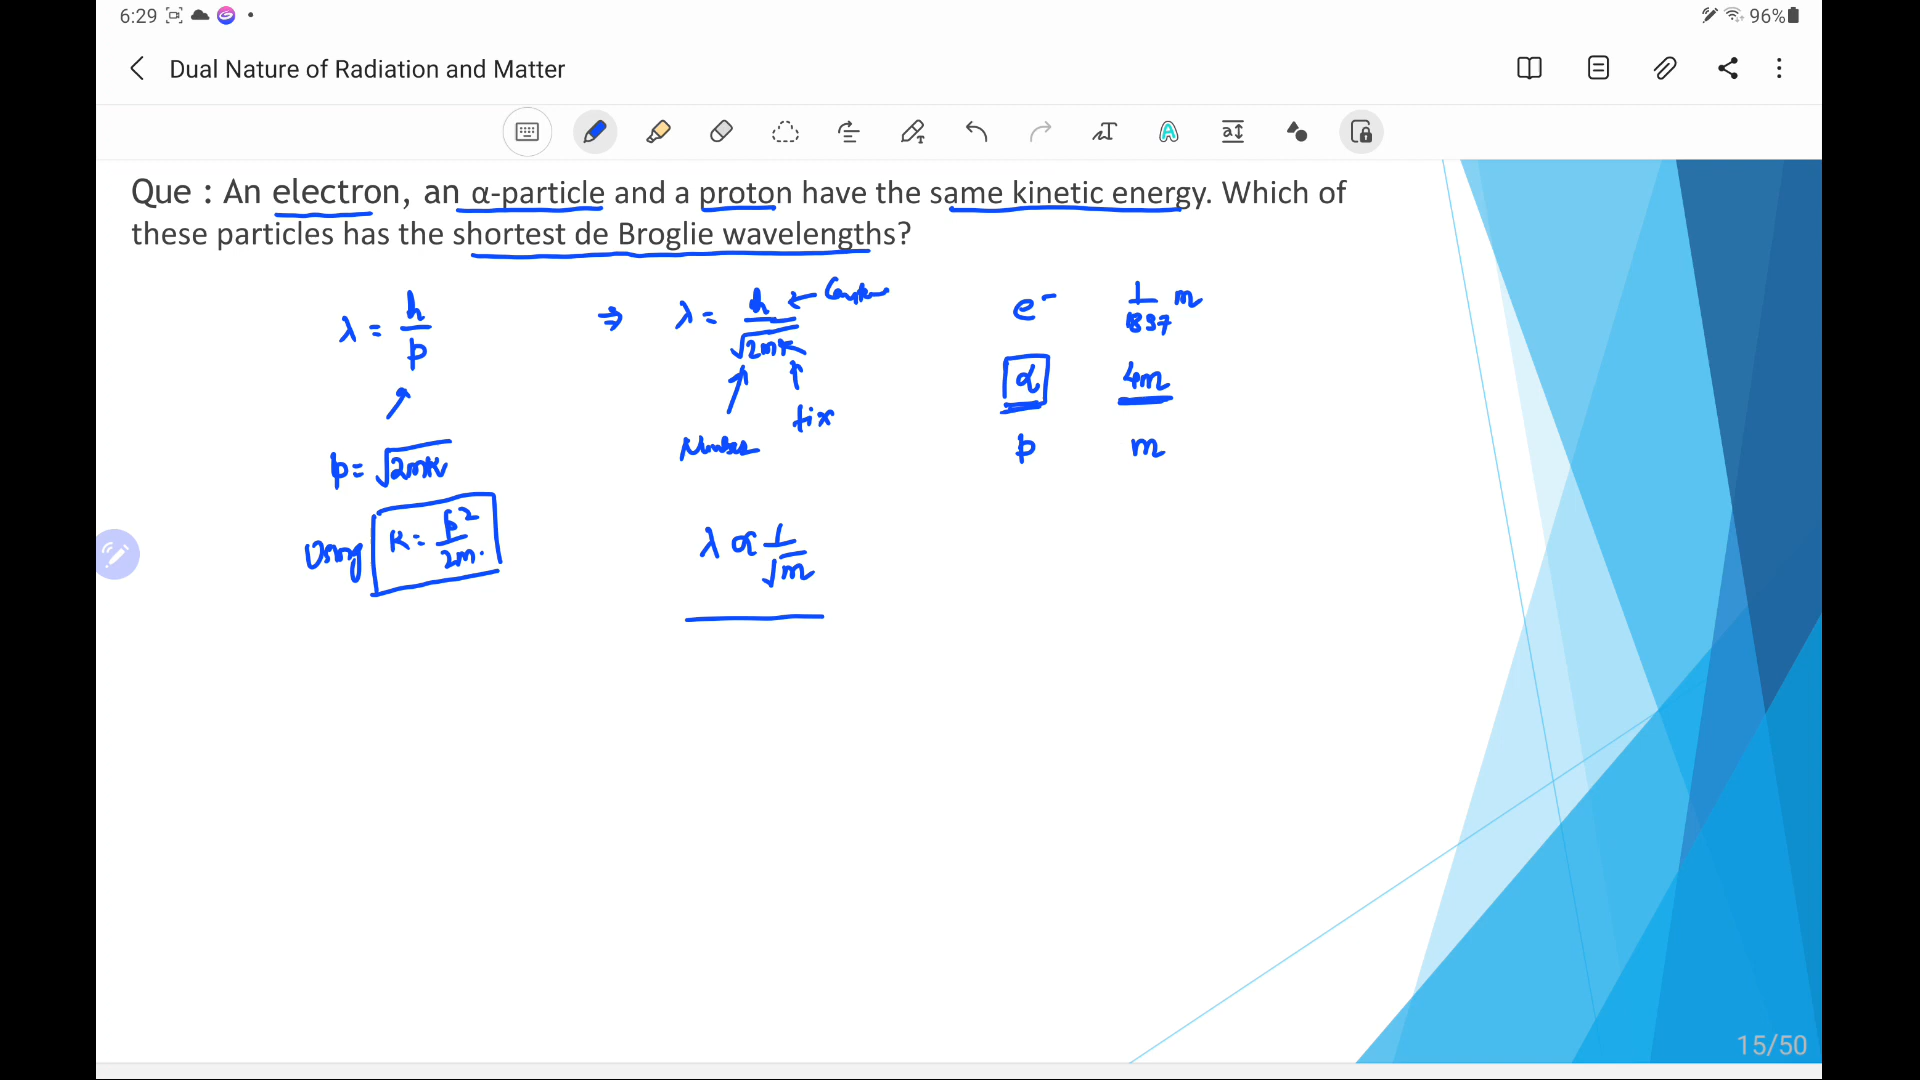 6:29
96%
Dual Nature of Radiation and Matter
Que : An electron, an α-particle and a proton have the same kinetic energy. Which of
these particles has the shortest de Broglie wavelengths?
λ = h/p
⇒ λ = h/√2mK ←
fix
Number
p = √2mK
Using K = p²/2m.
λ ∝ 1/√m
e⁻ 1/1837 m
α 4m
p m
15/50